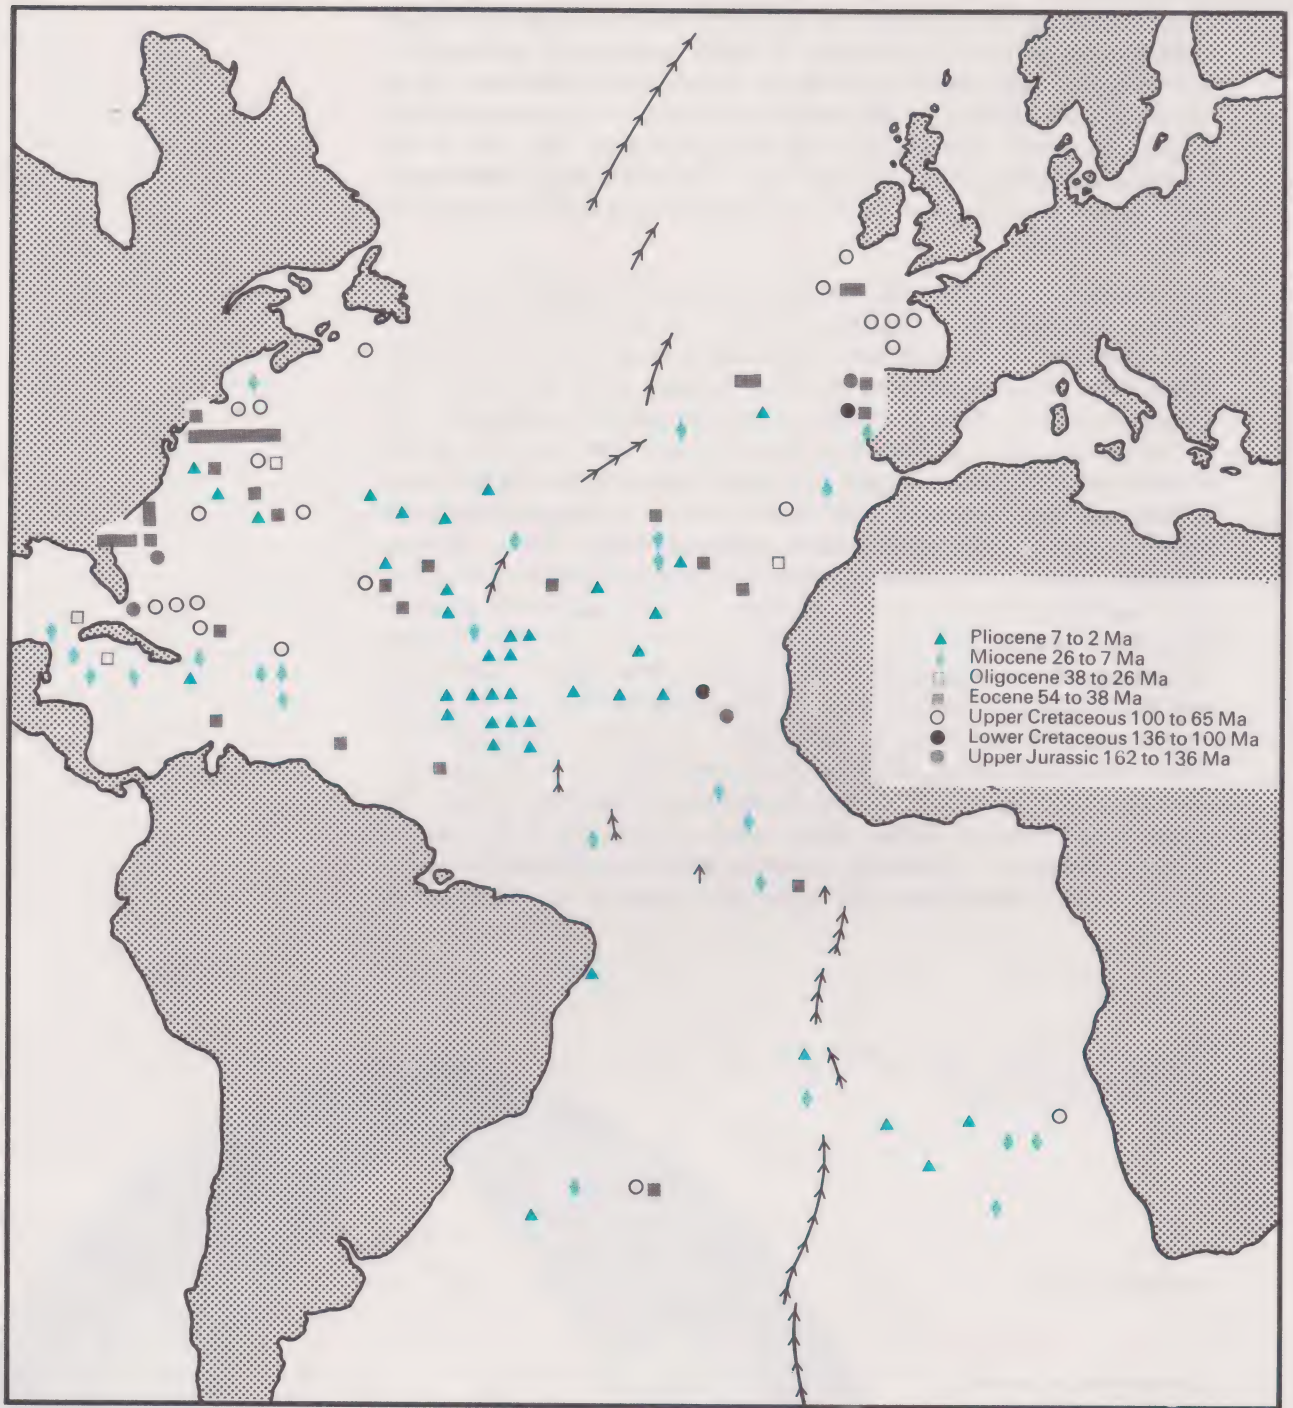 Pliocene 7 to 2 Ma
Miocene 26 to 7 Ma
Oligocene 38 to 26 Ma
Eocene 54 to 38 Ma
Upper Cretaceous 100 to 65 Ma
Lower Cretaceous 136 to 100 Ma
Upper Jurassic 162 to 136 Ma